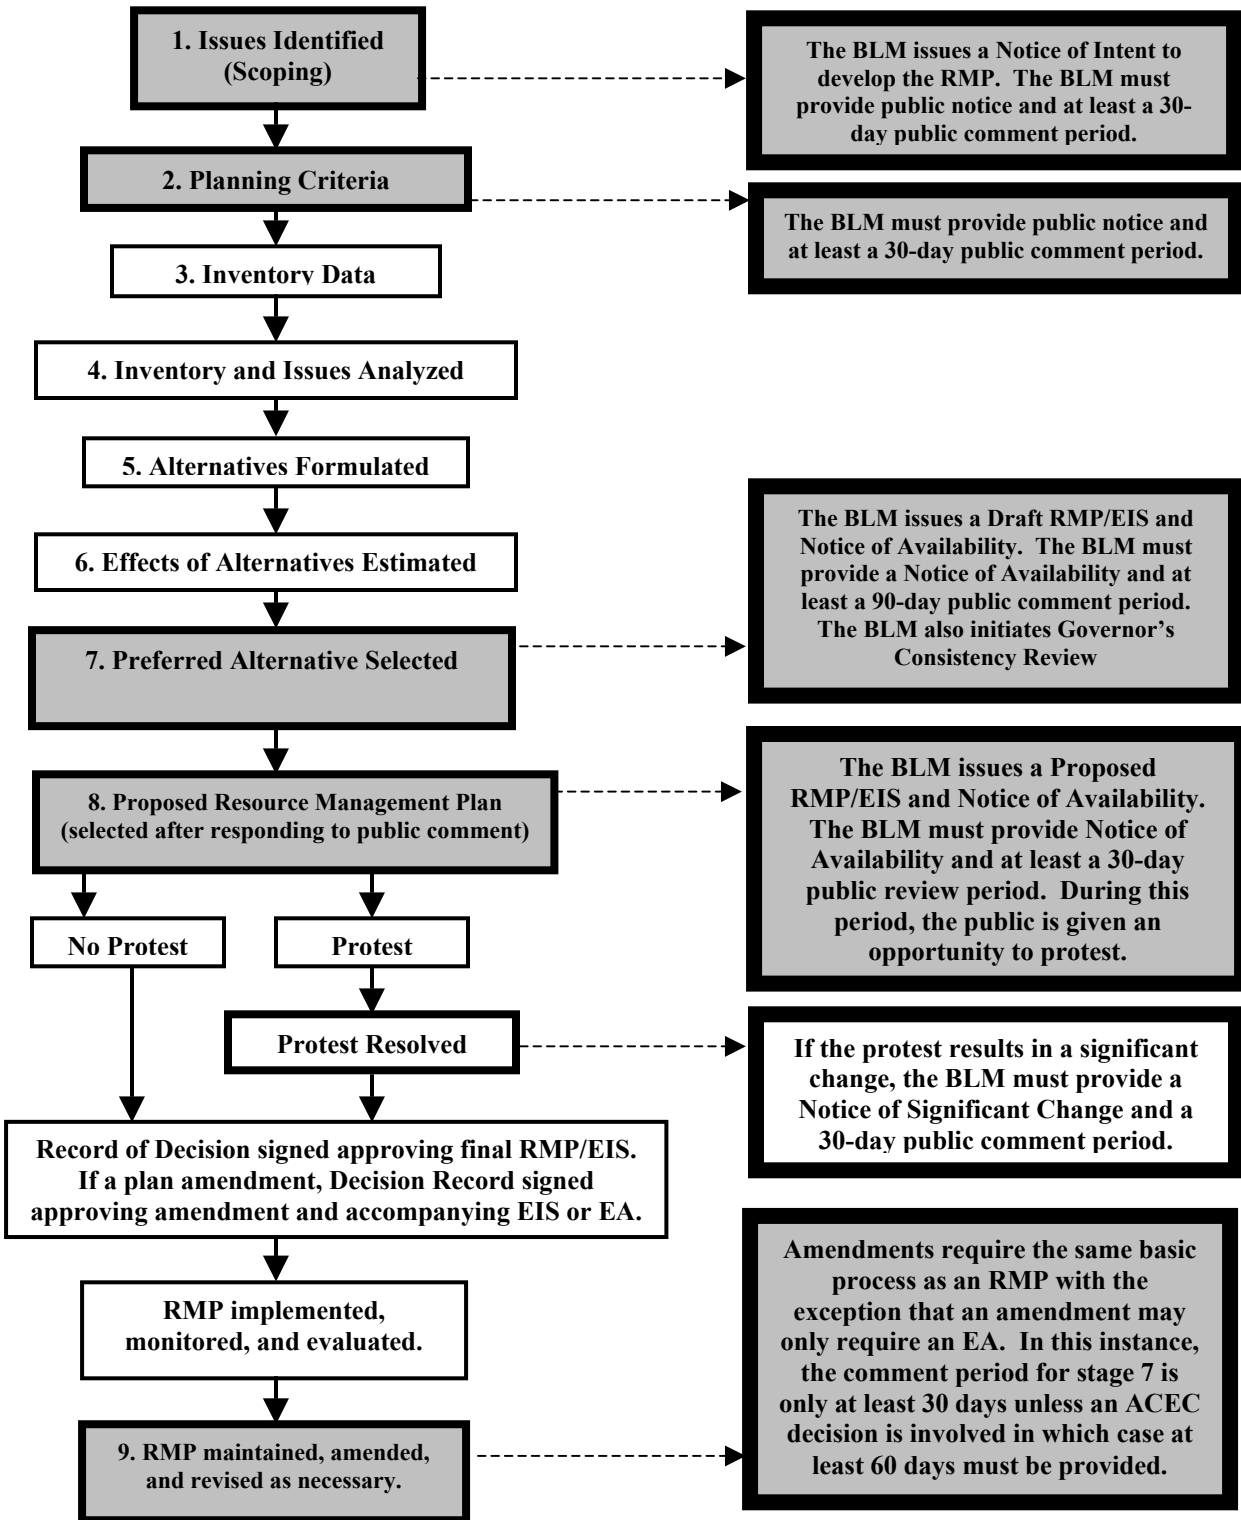 1. Issues Identified
(Scoping)
The BLM issues a Notice of Intent to
develop the RMP. The BLM must
provide public notice and at least a 30-
day public comment period.
2. Planning Criteria
The BLM must provide public notice and
at least a 30-day public comment period.
3. Inventory Data
4. Inventory and Issues Analyzed
5. Alternatives Formulated
6. Effects of Alternatives Estimated
7. Preferred Alternative Selected
The BLM issues a Draft RMP/EIS and
Notice of Availability. The BLM must
provide a Notice of Availability and at
least a 90-day public comment period.
The BLM also initiates Governor's
Consistency Review
8. Proposed Resource Management Plan
(selected after responding to public comment)
The BLM issues a Proposed
RMP/EIS and Notice of Availability.
The BLM must provide Notice of
Availability and at least a 30-day
public review period. During this
period, the public is given an
opportunity to protest.
No Protest
Protest
Protest Resolved
If the protest results in a significant
change, the BLM must provide a
Notice of Significant Change and a
30-day public comment period.
Record of Decision signed approving final RMP/EIS.
If a plan amendment, Decision Record signed
approving amendment and accompanying EIS or EA.
RMP implemented,
monitored, and evaluated.
9. RMP maintained, amended,
and revised as necessary.
Amendments require the same basic
process as an RMP with the
exception that an amendment may
only require an EA. In this instance,
the comment period for stage 7 is
only at least 30 days unless an ACEC
decision is involved in which case at
least 60 days must be provided.